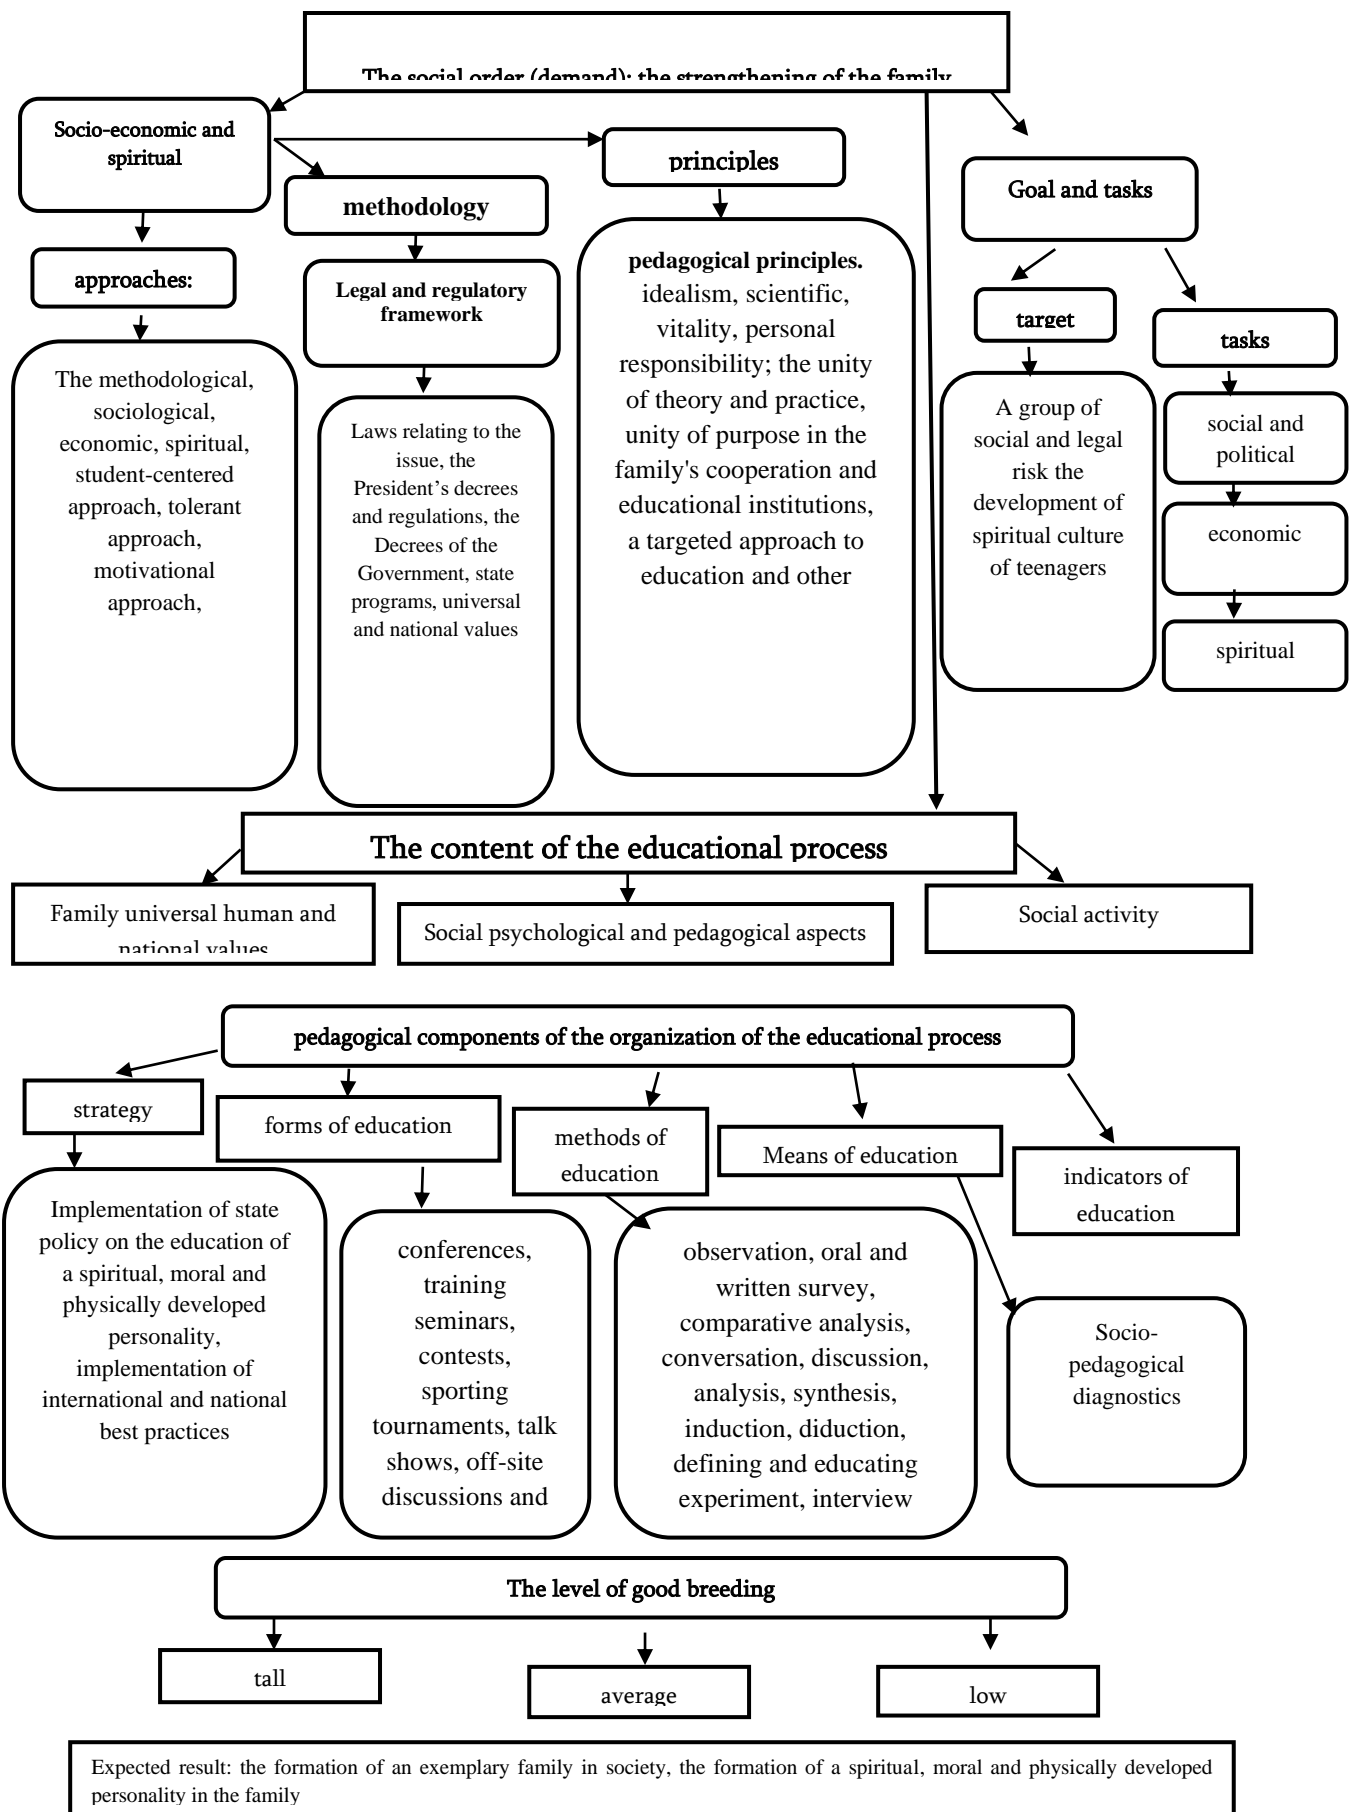 The social order (demand): the strengthening of the family
Socio-economic and
spiritual
principles
methodology
Goal and tasks
approaches:
Legal and regulatory
framework
pedagogical principles.
idealism, scientific,
vitality, personal
responsibility; the unity
of theory and practice,
unity of purpose in the
family's cooperation and
educational institutions,
a targeted approach to
education and other
target
tasks
The methodological,
sociological,
economic, spiritual,
student-centered
approach, tolerant
approach,
motivational
approach,
Laws relating to the
issue, the
President’s decrees
and regulations, the
Decrees of the
Government, state
programs, universal
and national values
A group of
social and legal
risk the
development of
spiritual culture
of teenagers
social and
political
economic
spiritual
The content of the educational process
Family universal human and
national values
Social psychological and pedagogical aspects
Social activity
pedagogical components of the organization of the educational process
strategy
forms of education
methods of
education
Means of education
indicators of
education
Implementation of state
policy on the education of
a spiritual, moral and
physically developed
personality,
implementation of
international and national
best practices
conferences,
training
seminars,
contests,
sporting
tournaments, talk
shows, off-site
discussions and
observation, oral and
written survey,
comparative analysis,
conversation, discussion,
analysis, synthesis,
induction, diduction,
defining and educating
experiment, interview
Socio-
pedagogical
diagnostics
The level of good breeding
tall
average
low
Expected result: the formation of an exemplary family in society, the formation of a spiritual, moral and physically developed
personality in the family